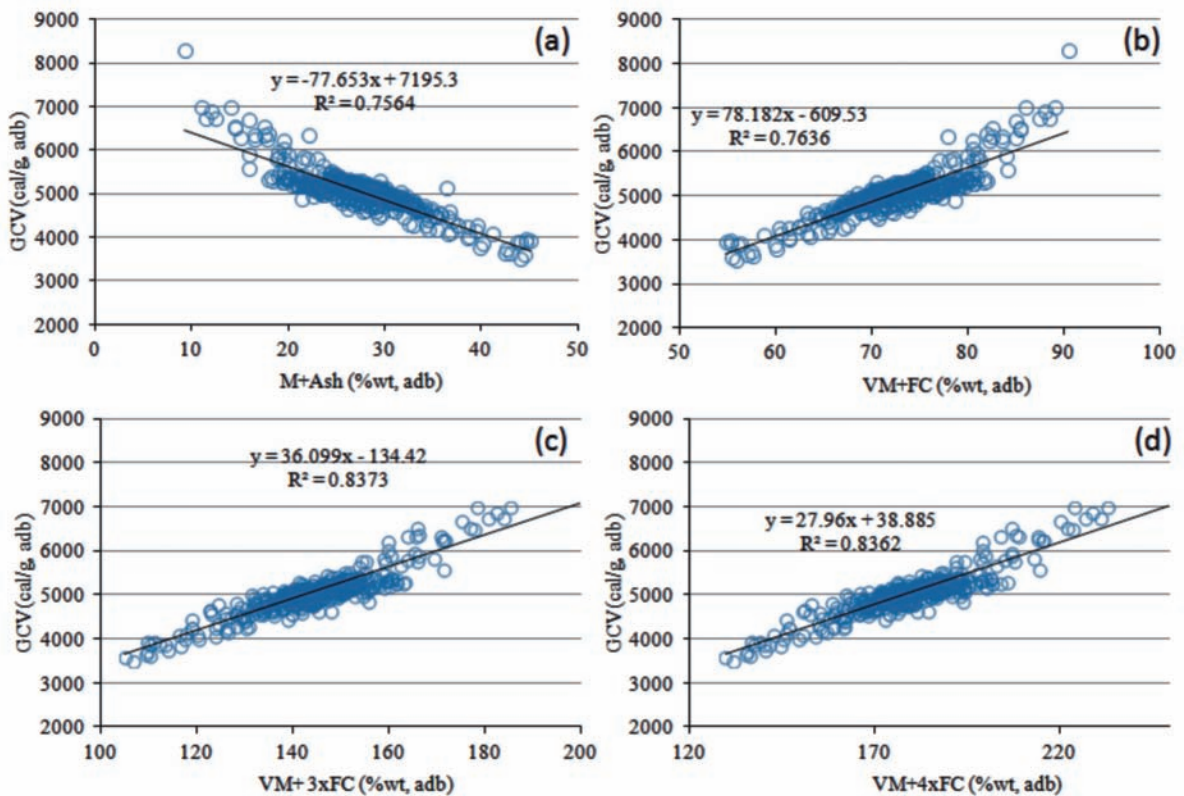 (a)
y = -77.653x + 7195.3
R² = 0.7564
GCV(cal/g, adb)
9000
8000
7000
6000
5000
4000
3000
2000
0 10 20 30 40 50
M+Ash (%wt, adb)
(b)
y = 78.182x - 609.53
R² = 0.7636
GCV(cal/g, adb)
9000
8000
7000
6000
5000
4000
3000
2000
50 60 70 80 90 100
VM+FC (%wt, adb)
(c)
y = 36.099x - 134.42
R² = 0.8373
GCV(cal/g, adb)
9000
8000
7000
6000
5000
4000
3000
2000
100 120 140 160 180 200
VM+ 3xFC (%wt, adb)
(d)
y = 27.96x + 38.885
R² = 0.8362
GCV(cal/g, adb)
9000
8000
7000
6000
5000
4000
3000
2000
120 170 220
VM+4xFC (%wt, adb)